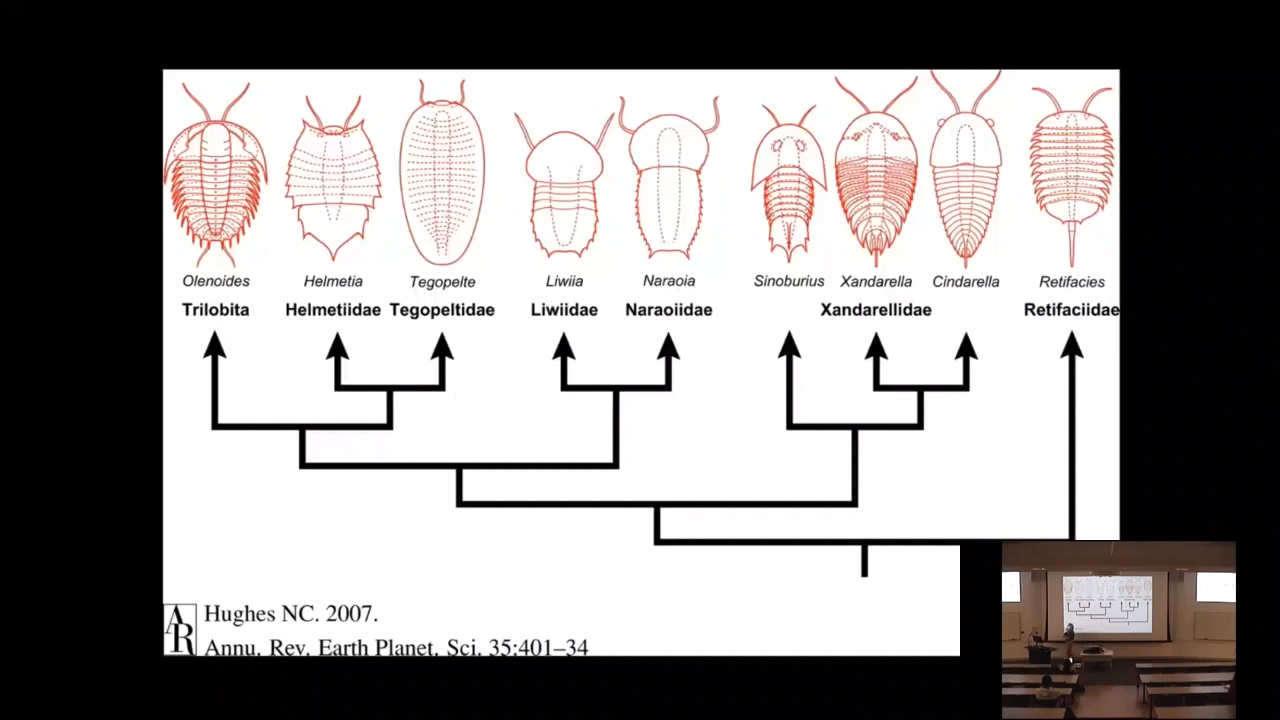 Olenoides Helmetia Tegopelte Liwiia Naraoia Sinoburius Xandarella Cindarella Retifacies
Trilobita Helmetiidae Tegopeltidae Liwiidae Naraoiidae Xandarellidae Retifaciidae
AR
Hughes NC. 2007.
Annu. Rev. Earth Planet. Sci. 35:401–34